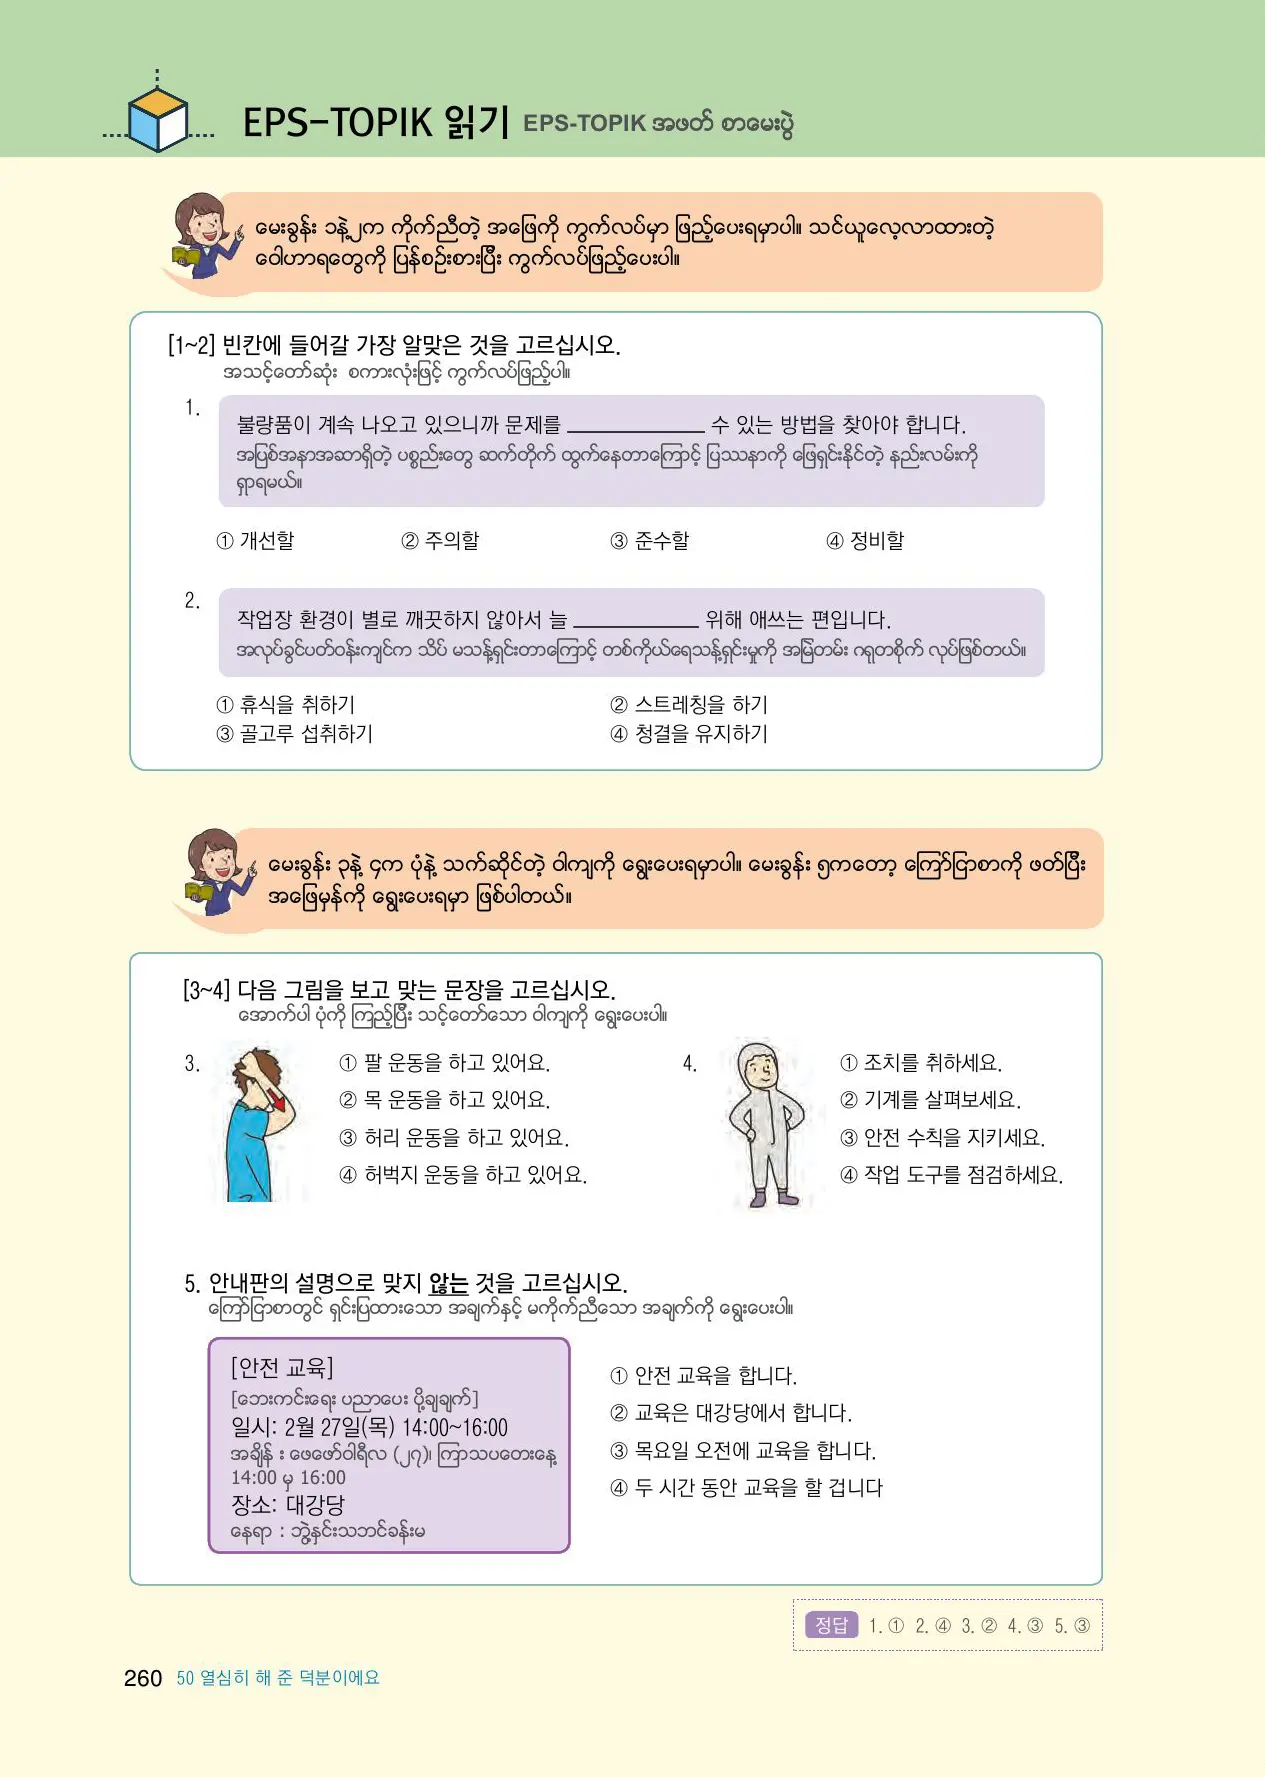 EPS-TOPIK 읽기 EPS-TOPIK အဖတ် စာမေးပွဲ
မေးခွန်း ၁နဲ့၂က ကိုက်ညီတဲ့ အဖြေကို ကွက်လပ်မှာ ဖြည့်ပေးရမှာပါ။ သင်ယူလေ့လာထားတဲ့
ဝေါဟာရတွေကို ပြန်စဉ်းစားပြီး ကွက်လပ်ဖြည့်ပေးပါ။
[1~2] 빈칸에 들어갈 가장 알맞은 것을 고르십시오.
အသင့်တော်ဆုံး စကားလုံးဖြင့် ကွက်လပ်ဖြည့်ပါ။
1.
불량품이 계속 나오고 있으니까 문제를 ____________ 수 있는 방법을 찾아야 합니다.
အပြစ်အနာအဆာရှိတဲ့ ပစ္စည်းတွေ ဆက်တိုက် ထွက်နေတာကြောင့် ပြဿနာကို ဖြေရှင်းနိုင်တဲ့ နည်းလမ်းကို
ရှာရမယ်။
① 개선할 ② 주의할 ③ 준수할 ④ 정비할
2.
작업장 환경이 별로 깨끗하지 않아서 늘 ____________ 위해 애쓰는 편입니다.
အလုပ်ခွင်ပတ်ဝန်းကျင်က သိပ် မသန့်ရှင်းတာကြောင့် တစ်ကိုယ်ရေသန့်ရှင်းမှုကို အမြဲတမ်း ဂရုတစိုက် လုပ်ဖြစ်တယ်။
① 휴식을 취하기 ② 스트레칭을 하기
③ 골고루 섭취하기 ④ 청결을 유지하기
မေးခွန်း ၃နဲ့ ၄က ပုံနဲ့ သက်ဆိုင်တဲ့ ဝါကျကို ရွေးပေးရမှာပါ။ မေးခွန်း ၅ကတော့ ကြော်ငြာစာကို ဖတ်ပြီး
အဖြေမှန်ကို ရွေးပေးရမှာ ဖြစ်ပါတယ်။
[3~4] 다음 그림을 보고 맞는 문장을 고르십시오.
အောက်ပါ ပုံကို ကြည့်ပြီး သင့်တော်သော ဝါကျကို ရွေးပေးပါ။
3.
① 팔 운동을 하고 있어요.
② 목 운동을 하고 있어요.
③ 허리 운동을 하고 있어요.
④ 허벅지 운동을 하고 있어요.
4.
① 조치를 취하세요.
② 기계를 살펴보세요.
③ 안전 수칙을 지키세요.
④ 작업 도구를 점검하세요.
5. 안내판의 설명으로 맞지 않는 것을 고르십시오.
ကြော်ငြာစာတွင် ရှင်းပြထားသော အချက်နှင့် မကိုက်ညီသော အချက်ကို ရွေးပေးပါ။
[안전 교육]
[ဘေးကင်းရေး ပညာပေး ပို့ချချက်]
일시: 2월 27일(목) 14:00~16:00
အချိန် : ဖေဖော်ဝါရီလ (၂၇)၊ ကြာသပတေးနေ့
14:00 မှ 16:00
장소: 대강당
နေရာ : ဘွဲ့နှင်းသဘင်ခန်းမ
① 안전 교육을 합니다.
② 교육은 대강당에서 합니다.
③ 목요일 오전에 교육을 합니다.
④ 두 시간 동안 교육을 할 겁니다
정답 1. ① 2. ④ 3. ② 4. ③ 5. ③
260 50 열심히 해 준 덕분이에요